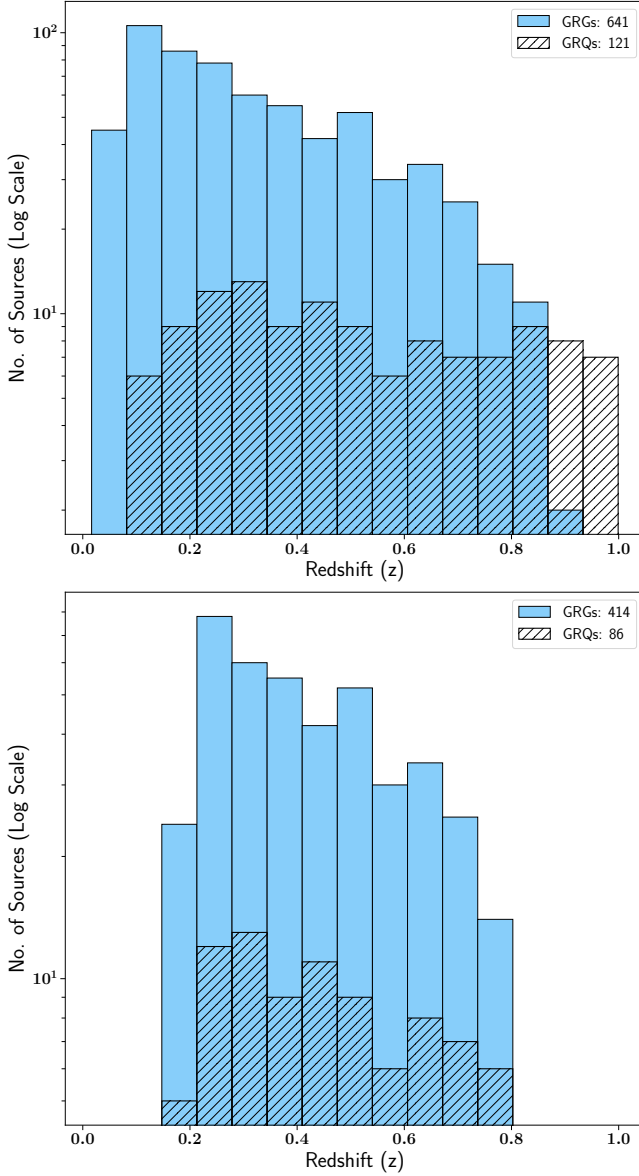 GRGs: 641
GRQs: 121
10²
10¹
No. of Sources (Log Scale)
0.0 0.2 0.4 0.6 0.8 1.0
Redshift (z)
GRGs: 414
GRQs: 86
10¹
No. of Sources (Log Scale)
0.0 0.2 0.4 0.6 0.8 1.0
Redshift (z)